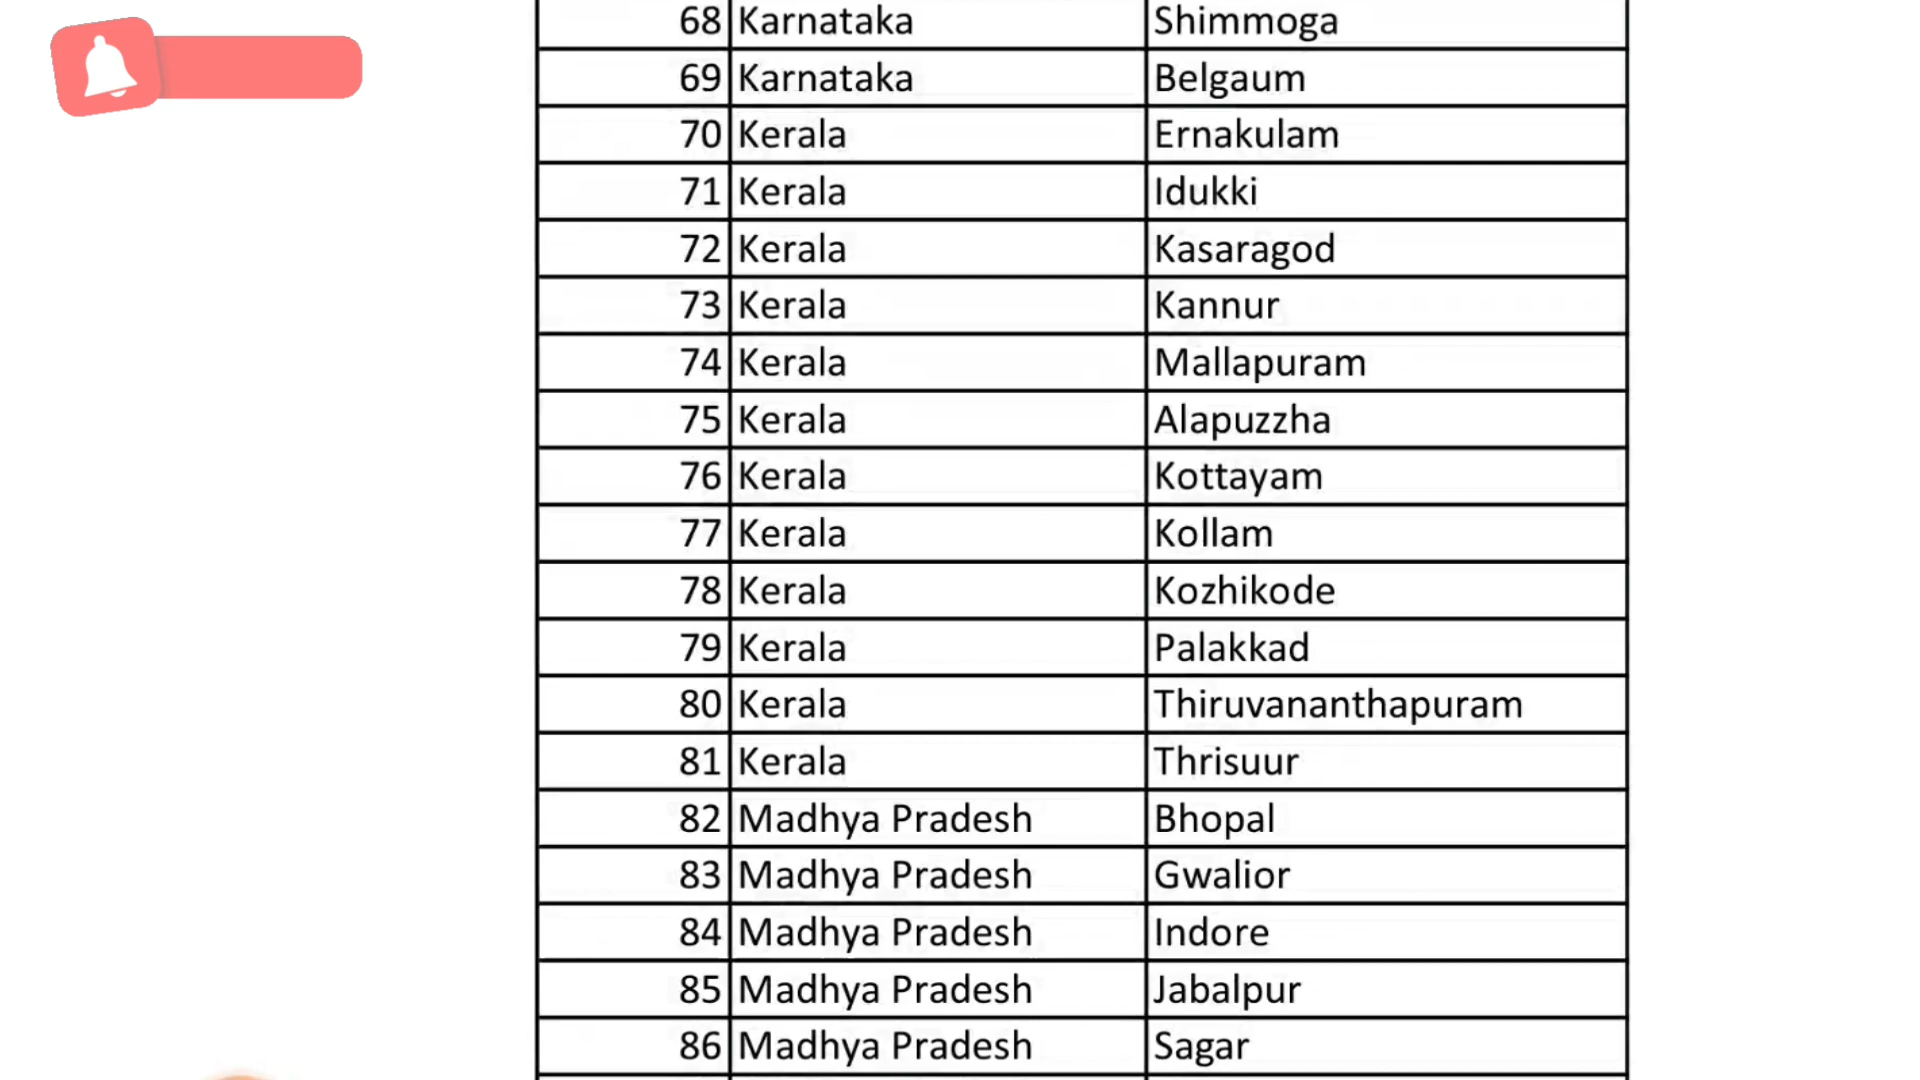 68 Karnataka Shimmoga
69 Karnataka Belgaum
70 Kerala Ernakulam
71 Kerala Idukki
72 Kerala Kasaragod
73 Kerala Kannur
74 Kerala Mallapuram
75 Kerala Alapuzzha
76 Kerala Kottayam
77 Kerala Kollam
78 Kerala Kozhikode
79 Kerala Palakkad
80 Kerala Thiruvananthapuram
81 Kerala Thrisuur
82 Madhya Pradesh Bhopal
83 Madhya Pradesh Gwalior
84 Madhya Pradesh Indore
85 Madhya Pradesh Jabalpur
86 Madhya Pradesh Sagar